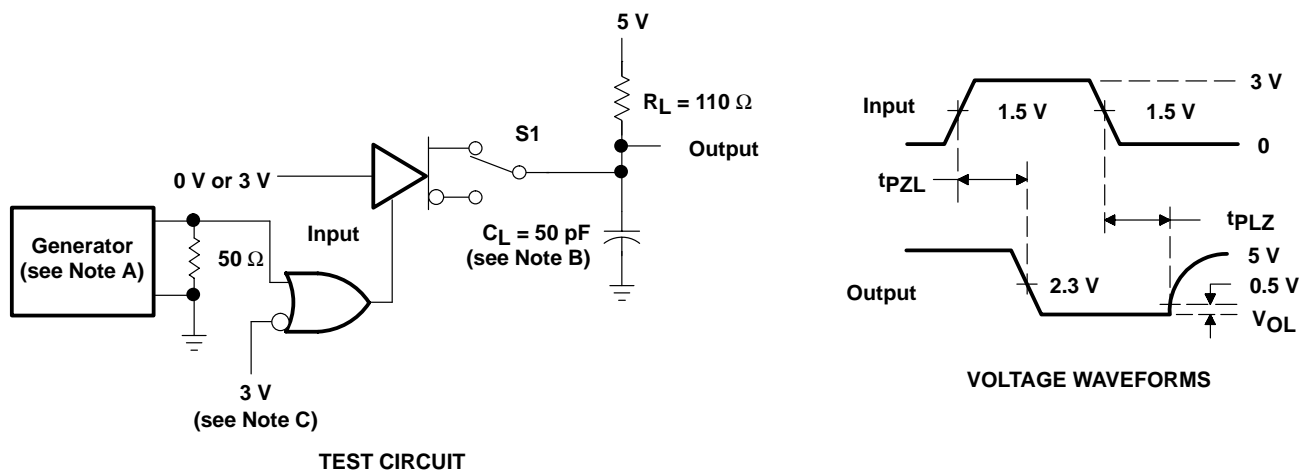 5 V
RL = 110 Ω
S1
Output
0 V or 3 V
Generator
(see Note A)
50 Ω
Input
CL = 50 pF
(see Note B)
3 V
(see Note C)
TEST CIRCUIT
3 V
Input
1.5 V
1.5 V
0
tPZL
tPLZ
5 V
Output
2.3 V
0.5 V
VOL
VOLTAGE WAVEFORMS